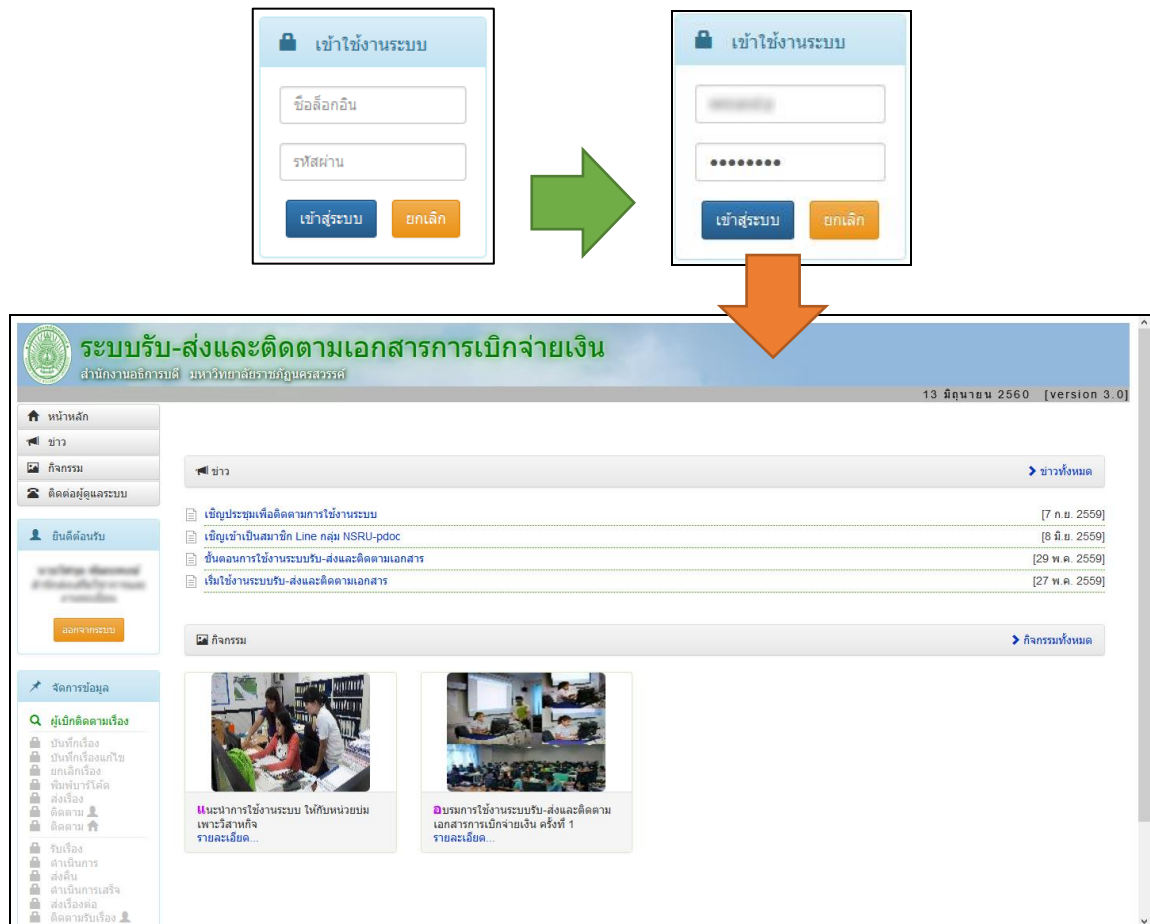 เข้าใช้งานระบบ
ชื่อล็อกอิน
รหัสผ่าน
เข้าสู่ระบบ ยกเลิก
เข้าใช้งานระบบ
••••••••
เข้าสู่ระบบ ยกเลิก
ระบบรับ-ส่งและติดตามเอกสารการเบิกจ่ายเงิน
สำนักงานอธิการบดี มหาวิทยาลัยราชภัฏนครสวรรค์
13 มิถุนายน 2560 [version 3.0]
หน้าหลัก
ข่าว
กิจกรรม
ติดต่อผู้ดูแลระบบ
ยินดีต้อนรับ
ออกจากระบบ
จัดการข้อมูล
ผู้เบิกติดตามเรื่อง
บันทึกเรื่อง
บันทึกเรื่องแก้ไข
ยกเลิกเรื่อง
พิมพ์บาร์โค้ด
ส่งเรื่อง
ติดตาม
ติดตาม
รับเรื่อง
ดำเนินการ
ส่งคืน
ดำเนินการเสร็จ
ส่งเรื่องต่อ
ติดตามรับเรื่อง
ข่าว ข่าวทั้งหมด
เชิญประชุมเพื่อติดตามการใช้งานระบบ [7 ก.ย. 2559]
เชิญเข้าเป็นสมาชิก Line กลุ่ม NSRU-pdoc [8 มิ.ย. 2559]
ขั้นตอนการใช้งานระบบรับ-ส่งและติดตามเอกสาร [29 พ.ค. 2559]
เริ่มใช้งานระบบรับ-ส่งและติดตามเอกสาร [27 พ.ค. 2559]
กิจกรรม กิจกรรมทั้งหมด
แนะนำการใช้งานระบบ ให้กับหน่วยบ่ม
เพาะวิสาหกิจ
รายละเอียด...
อบรมการใช้งานระบบรับ-ส่งและติดตาม
เอกสารการเบิกจ่ายเงิน ครั้งที่ 1
รายละเอียด...